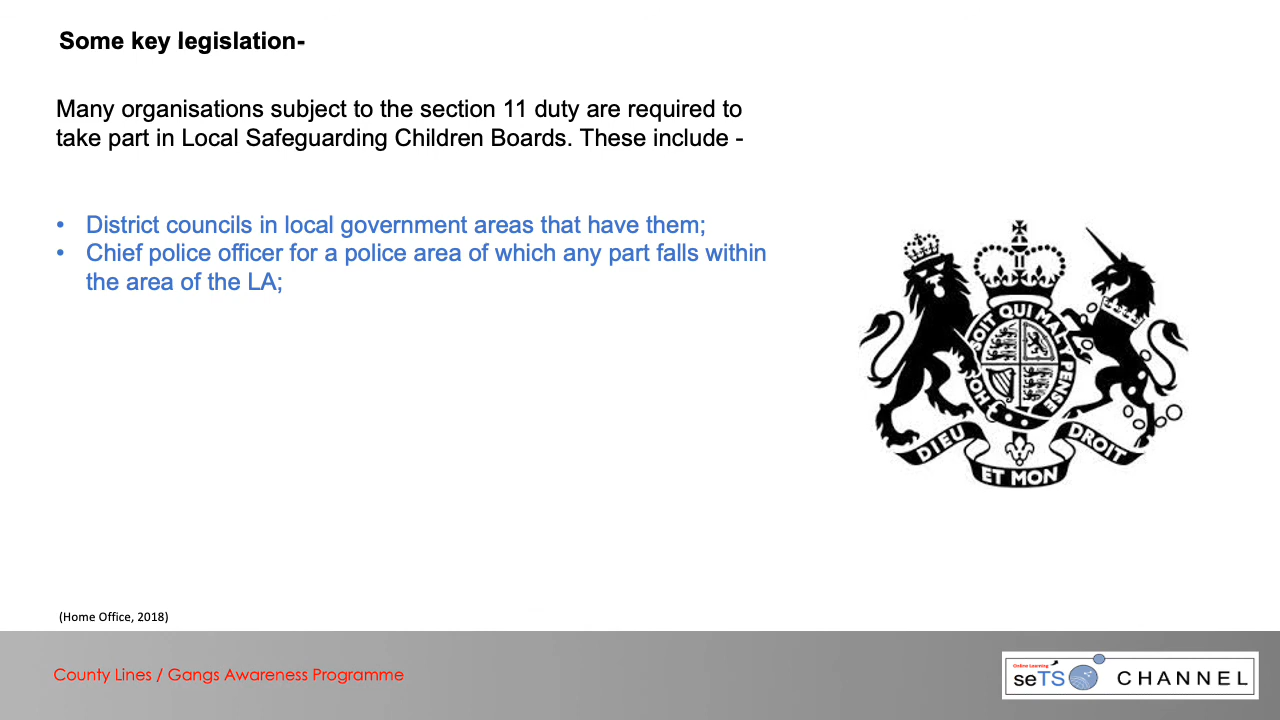 Some key legislation-
Many organisations subject to the section 11 duty are required to
take part in Local Safeguarding Children Boards. These include -
• District councils in local government areas that have them;
• Chief police officer for a police area of which any part falls within
the area of the LA;
SOIT QUI MAL Y PENSE
HO
DIEU
ET MON
DROIT
(Home Office, 2018)
County Lines / Gangs Awareness Programme
Online Learning
seTS
CHANNEL